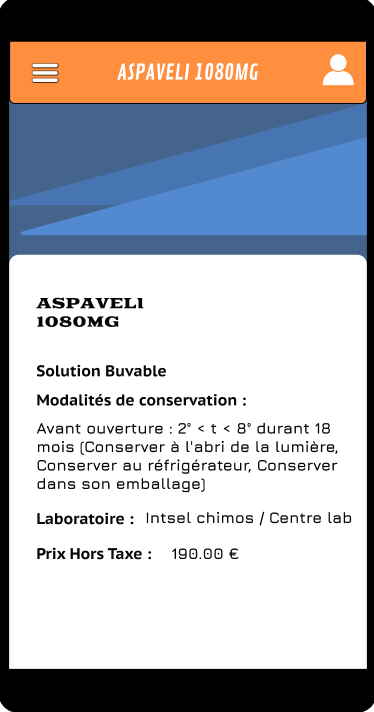 ASPAVELI 1080MG
ASPAVELI
1080MG
Solution Buvable
Modalités de conservation :
Avant ouverture : 2° < t < 8° durant 18
mois (Conserver à l'abri de la lumière,
Conserver au réfrigérateur, Conserver
dans son emballage)
Laboratoire : Intsel chimos / Centre lab
Prix Hors Taxe : 190.00 €